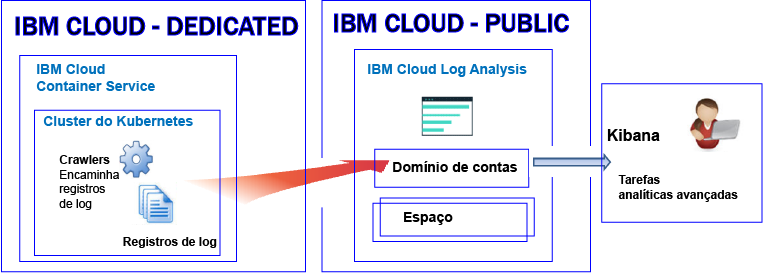 IBM CLOUD - DEDICATED
IBM Cloud
Container Service
Cluster do Kubernetes
Crawlers
Encaminha
registros
de log
Registros de log
IBM CLOUD - PUBLIC
IBM Cloud Log Analysis
Domínio de contas
Espaço
Kibana
Tarefas
analíticas avançadas